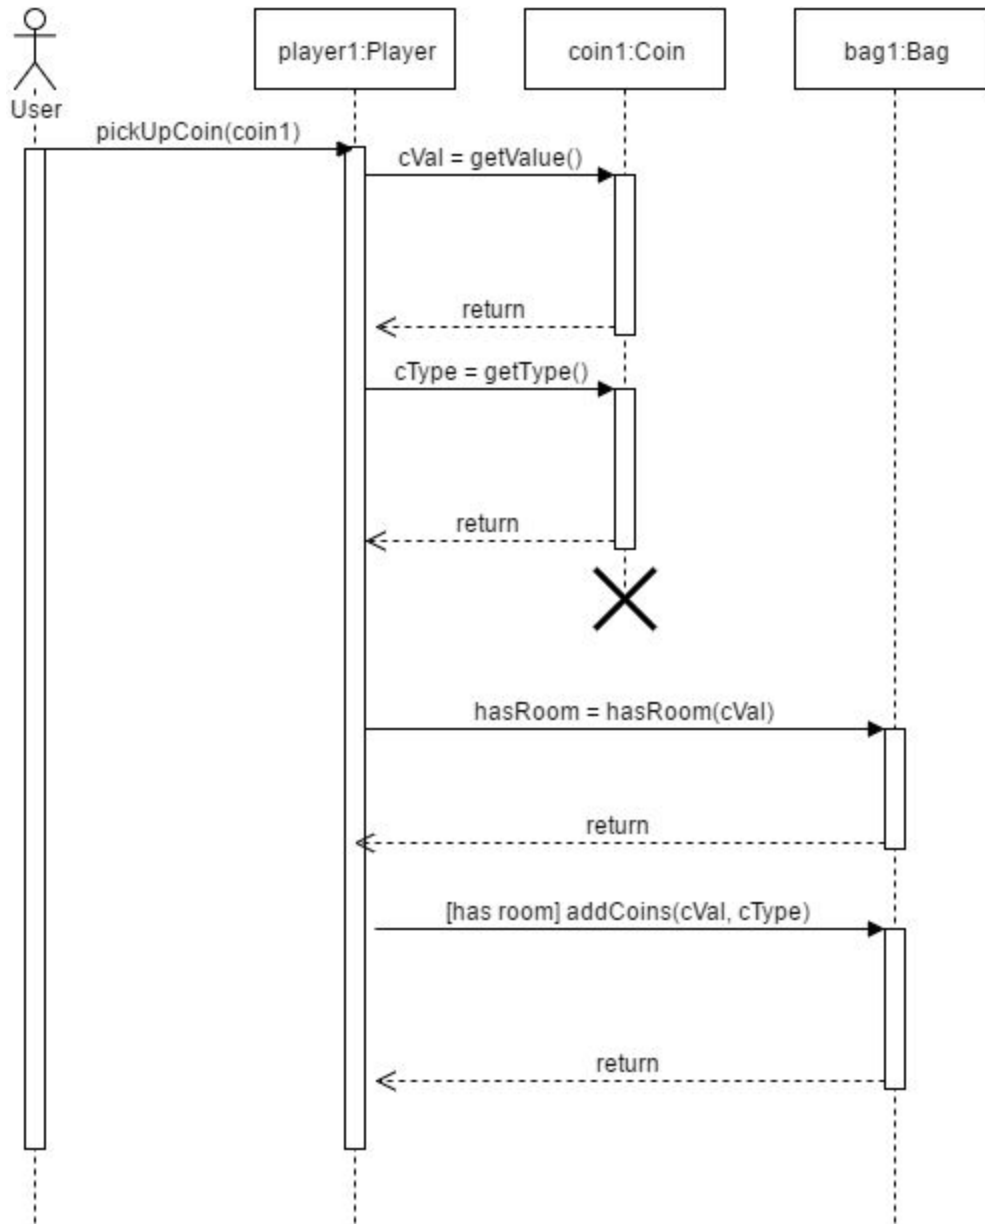 player1:Player
coin1:Coin
bag1:Bag
User
pickUpCoin(coin1)
cVal = getValue()
return
cType = getType()
return
hasRoom = hasRoom(cVal)
return
[has room] addCoins(cVal, cType)
return